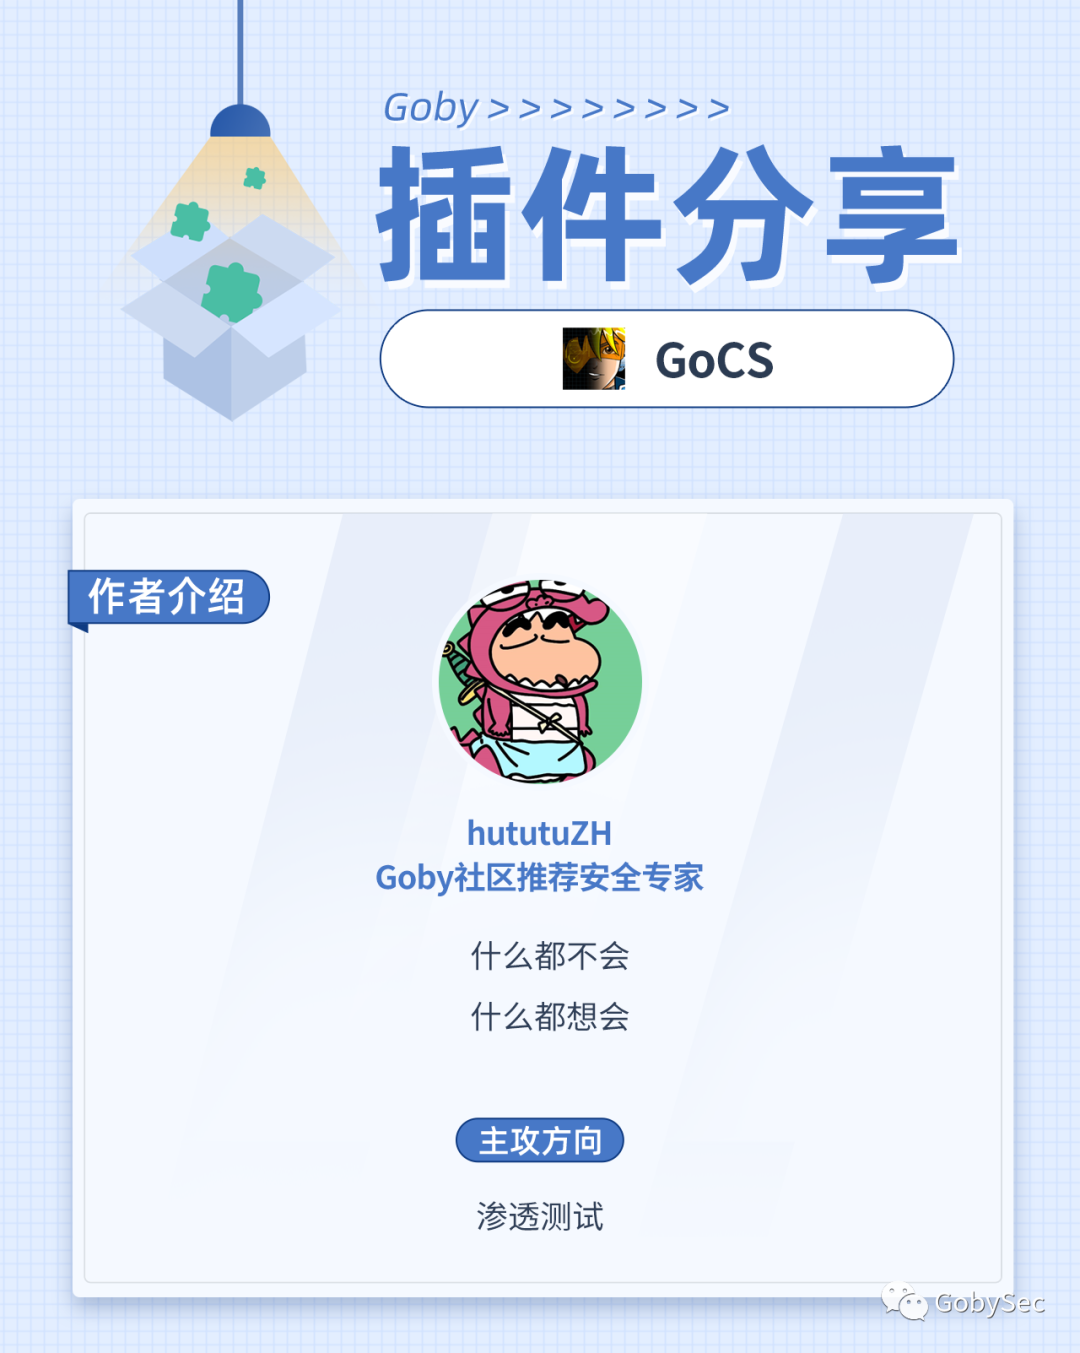 Goby>>>>>>>>
插件分享
GoCS
作者介绍
hututuZH
Goby社区推荐安全专家
什么都不会
什么都想会
主攻方向
渗透测试
GobySec